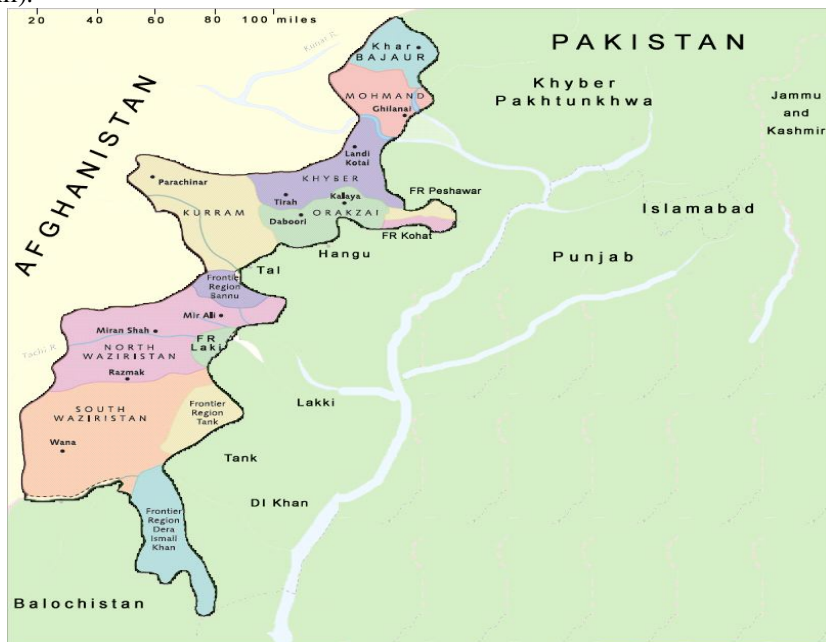 20 40 60 80 100 miles
PAKISTAN
AFGHANISTAN
Kunar R.
Khar
BAJAUR
MOHMAND
Ghilanai
Khyber
Pakhtunkhwa
Jammu
and
Kashmir
Landi
Kotal
Parachinar
KHYBER
FR Peshawar
Tirah
Kalaya
KURRAM
Daboori
ORAKZAI
Islamabad
FR Kohat
Hangu
Punjab
Tal
Frontier
Region
Bannu
Mir Ali
Miran Shah
FR
Laki
Tochi R.
NORTH
WAZIRISTAN
Razmak
SOUTH
WAZIRISTAN
Frontier
Region
Tank
Lakki
Wana
Tank
DI Khan
Frontier
Region
Dera
Ismail
Khan
Balochistan